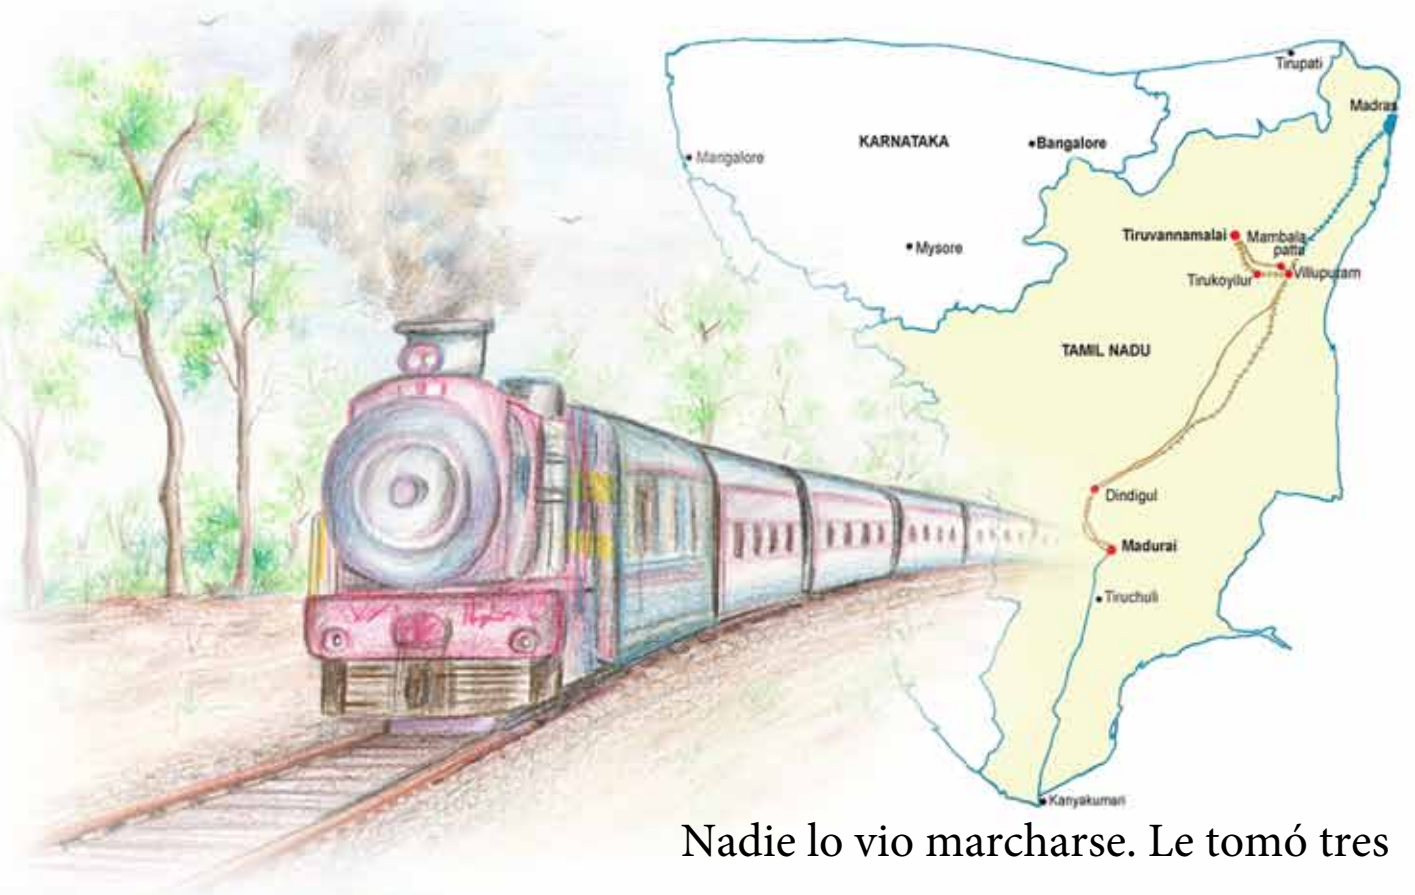 Tirupati
Madras
KARNATAKA
Bangalore
Mangalore
Tiruvannamalai
Mambala
patta
Mysore
Villupuram
Tirukoyilur
TAMIL NADU
Dindigul
Madurai
Tiruchuli
Kanyakumari
Nadie lo vio marcharse. Le tomó tres